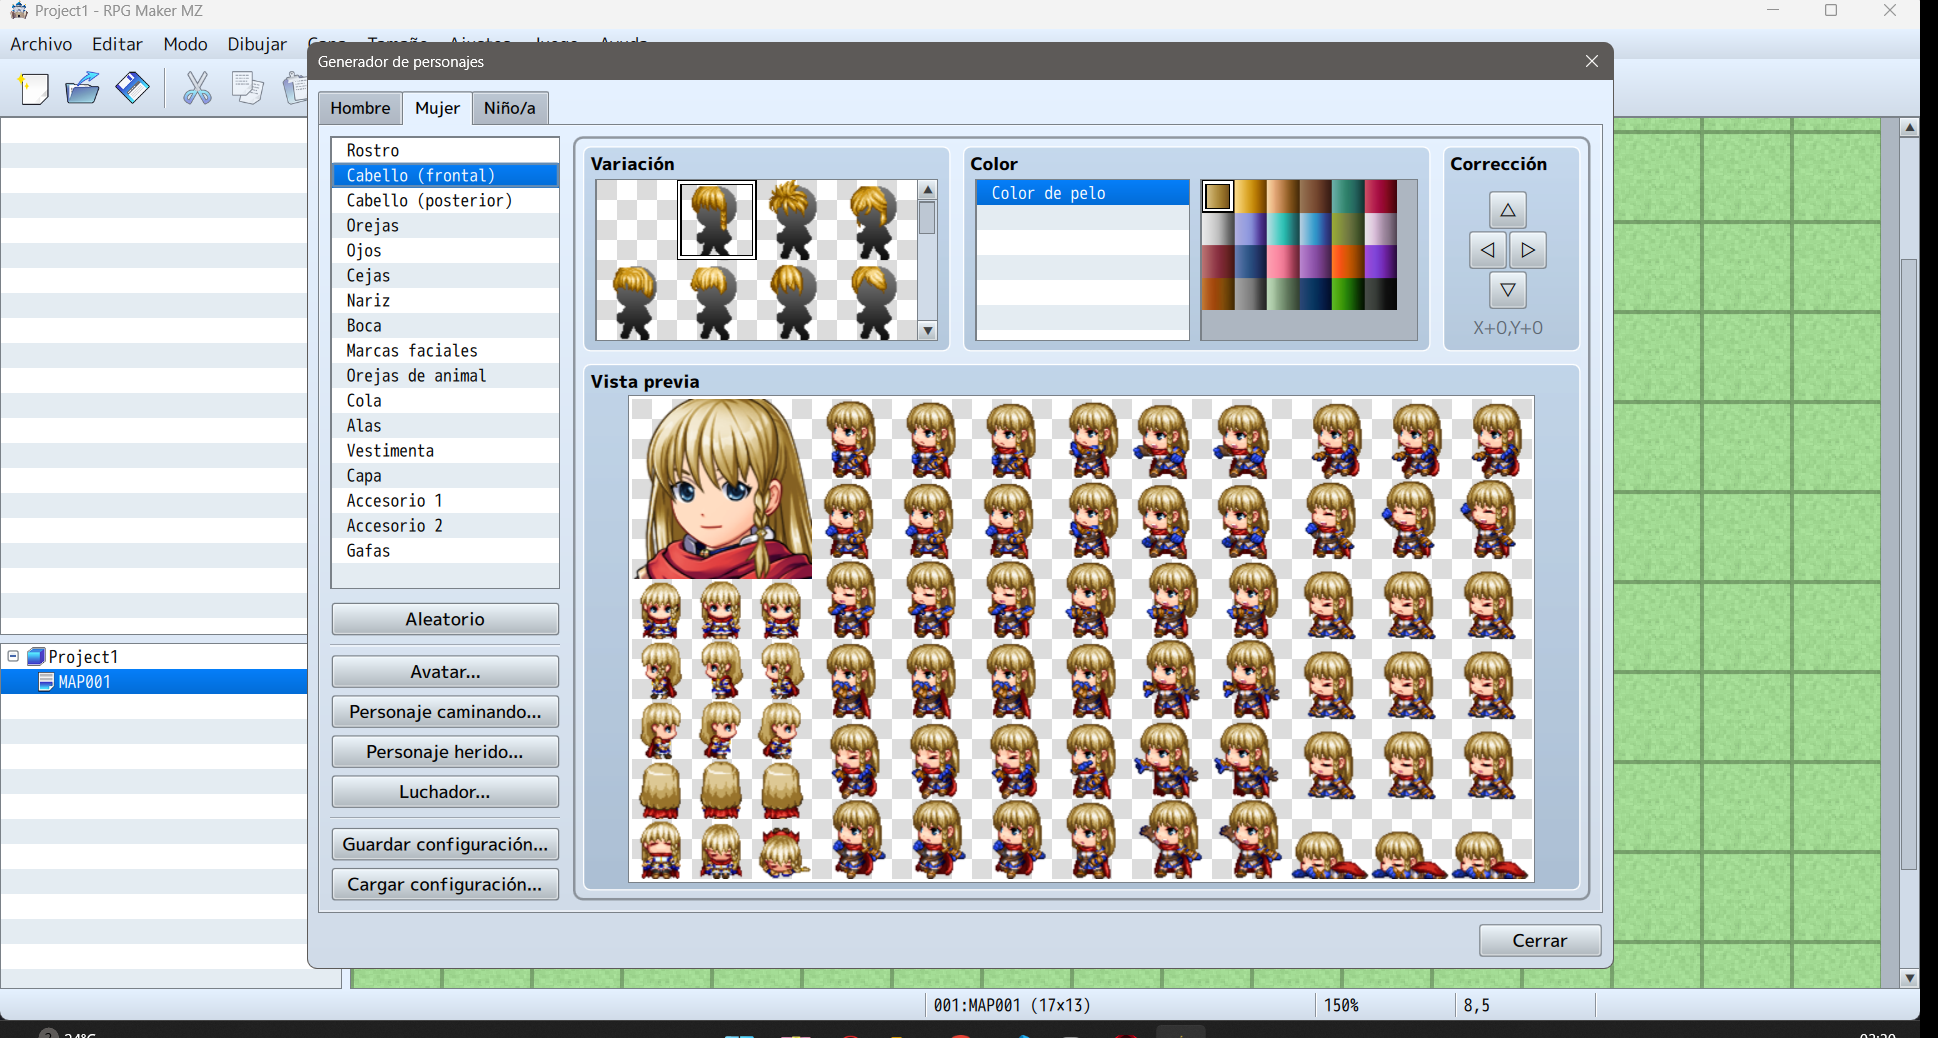 Project1 - RPG Maker MZ
Archivo Editar Modo Dibujar
Generador de personajes
Hombre Mujer Niño/a
Rostro
Cabello (frontal)
Cabello (posterior)
Orejas
Ojos
Cejas
Nariz
Boca
Marcas faciales
Orejas de animal
Cola
Alas
Vestimenta
Capa
Accesorio 1
Accesorio 2
Gafas
Aleatorio
Avatar...
Personaje caminando...
Personaje herido...
Luchador...
Guardar configuración...
Cargar configuración...
Variación
Color
Color de pelo
Corrección
X+0,Y+0
Vista previa
Cerrar
Project1
MAP001
001:MAP001 (17×13)
150%
8,5